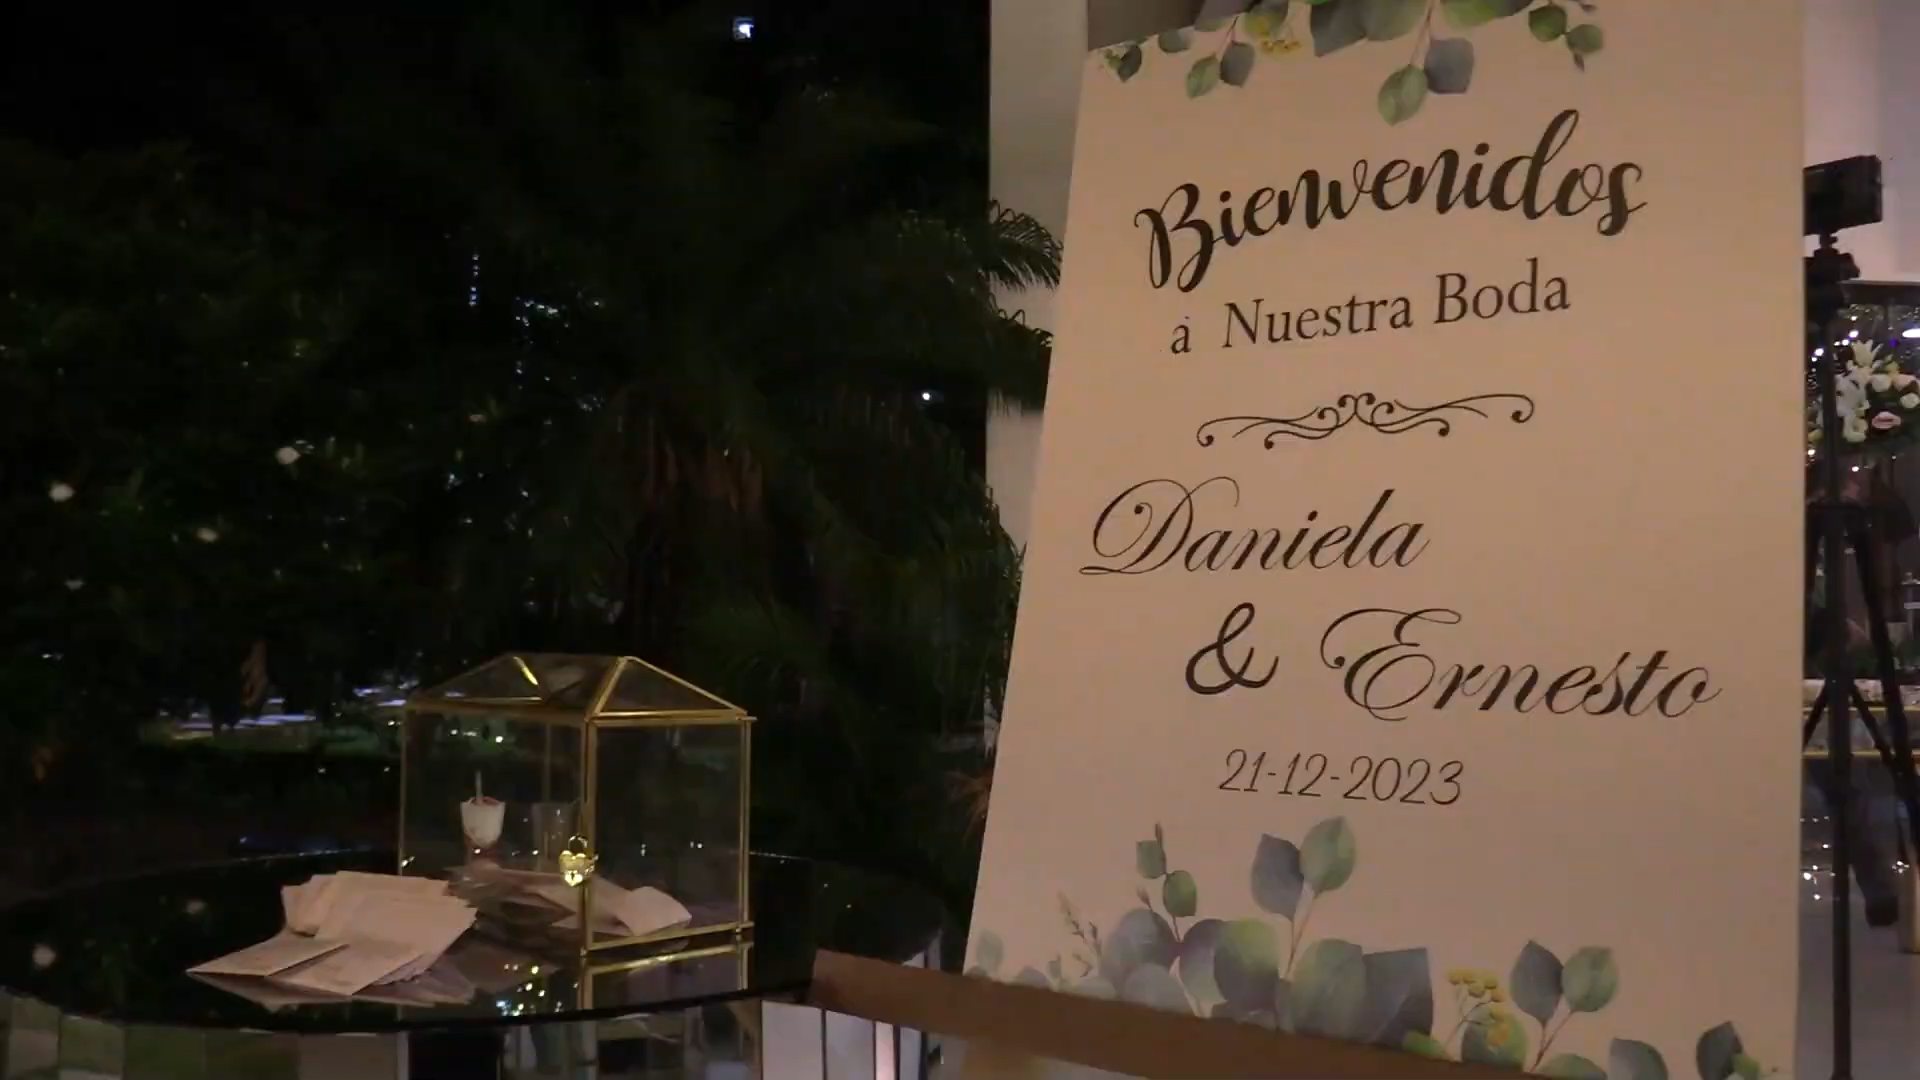 Bienvenidos
a Nuestra Boda
Daniela
& Ernesto
21-12-2023